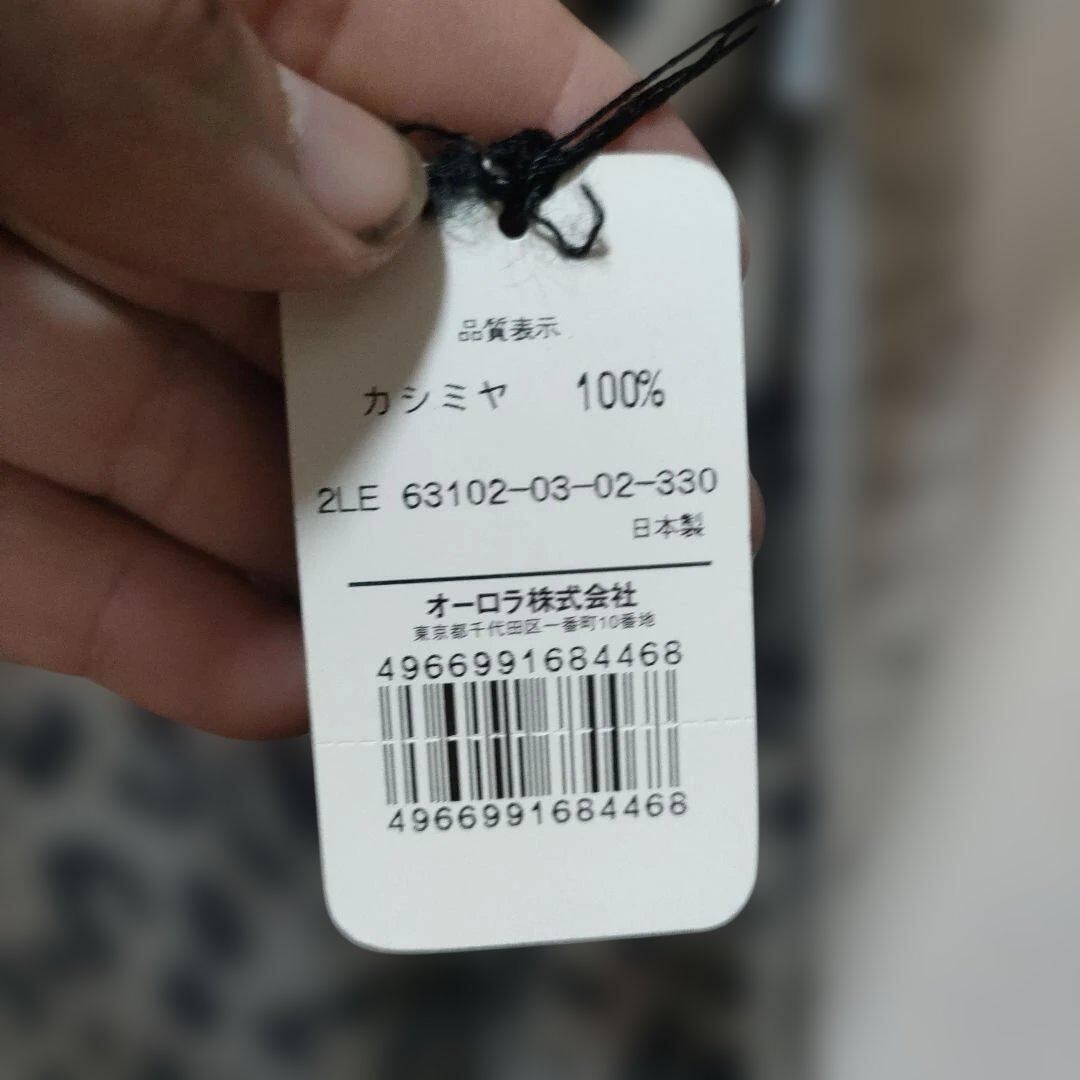 品質表示
カシミヤ 100%
2LE 63102-03-02-330
日本製
オーロラ株式会社
東京都千代田区一番町10番地
4966991684468
4966991684468